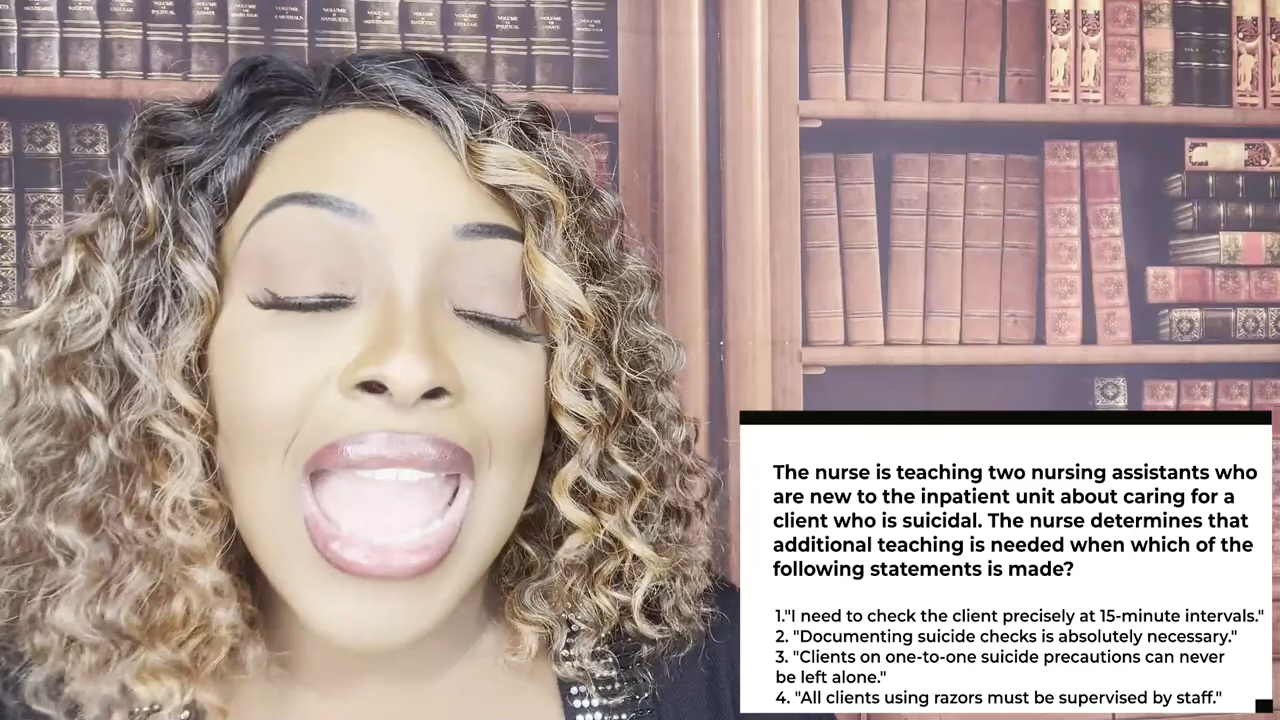 The nurse is teaching two nursing assistants who
are new to the inpatient unit about caring for a
client who is suicidal. The nurse determines that
additional teaching is needed when which of the
following statements is made?
1."I need to check the client precisely at 15-minute intervals."
2. "Documenting suicide checks is absolutely necessary."
3. "Clients on one-to-one suicide precautions can never
be left alone."
4. "All clients using razors must be supervised by staff."